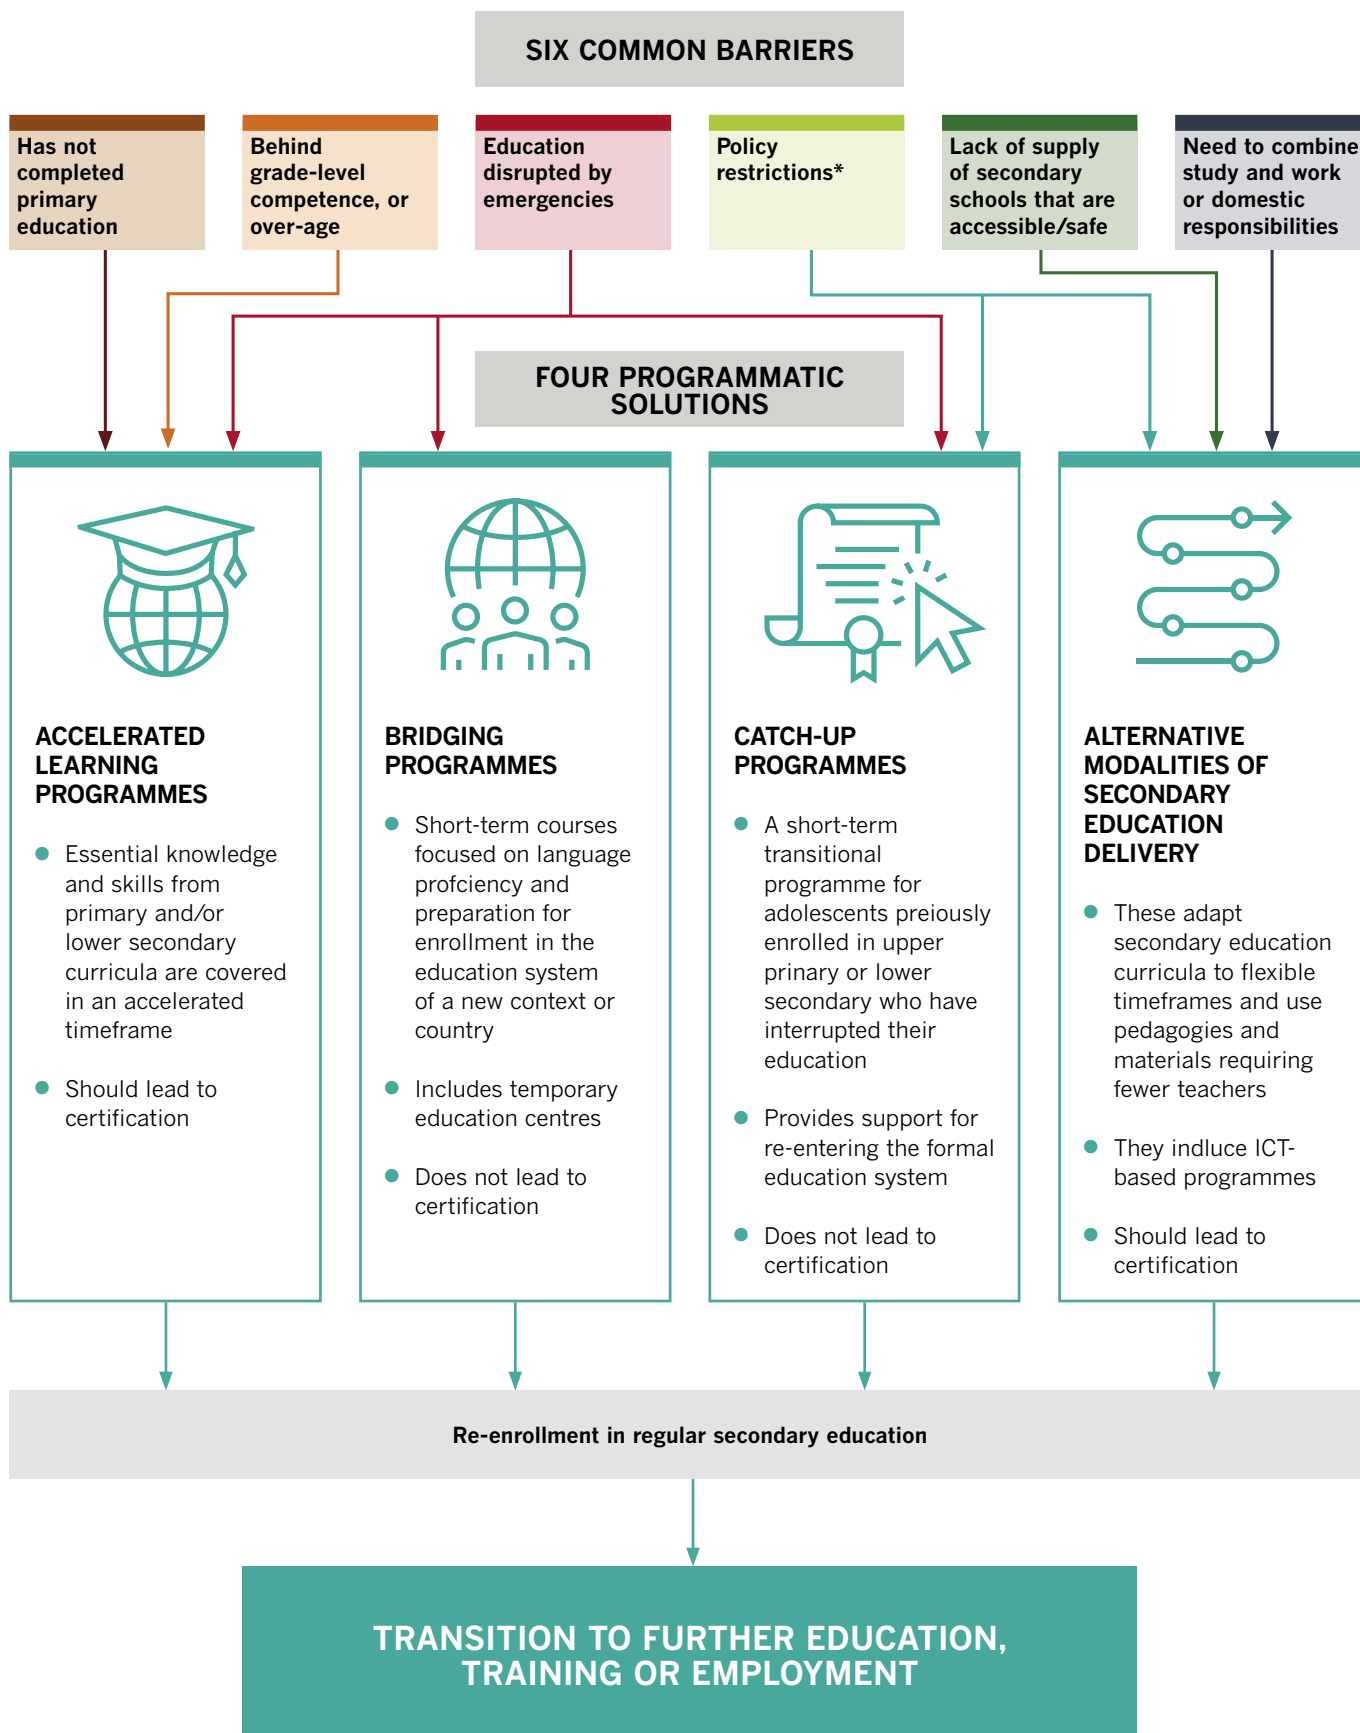 SIX COMMON BARRIERS
Has not
completed
primary
education
Behind
grade-level
competence, or
over-age
Education
disrupted by
emergencies
Policy
restrictions*
Lack of supply
of secondary
schools that are
accessible/safe
Need to combine
study and work
or domestic
responsibilities
FOUR PROGRAMMATIC
SOLUTIONS
ACCELERATED
LEARNING
PROGRAMMES
● Essential knowledge
and skills from
primary and/or
lower secondary
curricula are covered
in an accelerated
timeframe
● Should lead to
certification
BRIDGING
PROGRAMMES
● Short-term courses
focused on language
profciency and
preparation for
enrollment in the
education system
of a new context or
country
● Includes temporary
education centres
● Does not lead to
certification
CATCH-UP
PROGRAMMES
● A short-term
transitional
programme for
adolescents preiously
enrolled in upper
primary or lower
secondary who have
interrupted their
education
● Provides support for
re-entering the formal
education system
● Does not lead to
certification
ALTERNATIVE
MODALITIES OF
SECONDARY
EDUCATION
DELIVERY
● These adapt
secondary education
curricula to flexible
timeframes and use
pedagogies and
materials requiring
fewer teachers
● They indluce ICT-
based programmes
● Should lead to
certification
Re-enrollment in regular secondary education
TRANSITION TO FURTHER EDUCATION,
TRAINING OR EMPLOYMENT